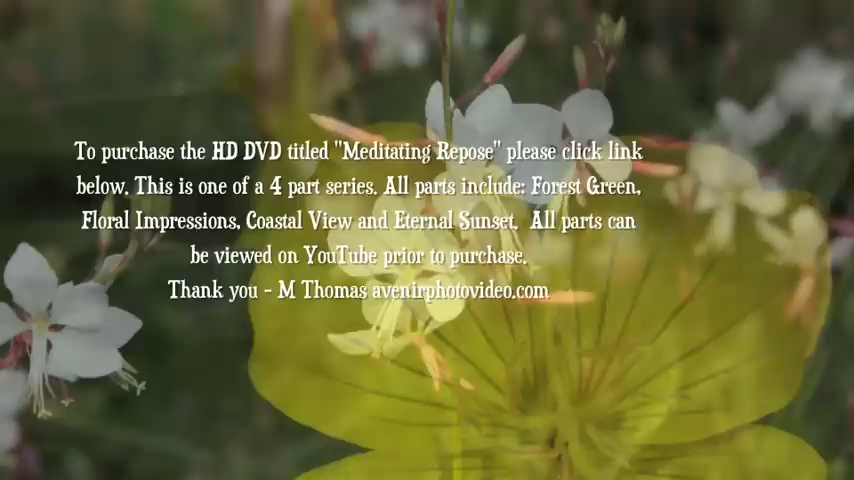 To purchase the HD DVD titled "Meditating Repose" please click link
below. This is one of a 4 part series. All parts include: Forest Green,
Floral Impressions, Coastal View and Eternal Sunset.  All parts can
be viewed on YouTube prior to purchase.
Thank you - M Thomas avenirphotovideo.com